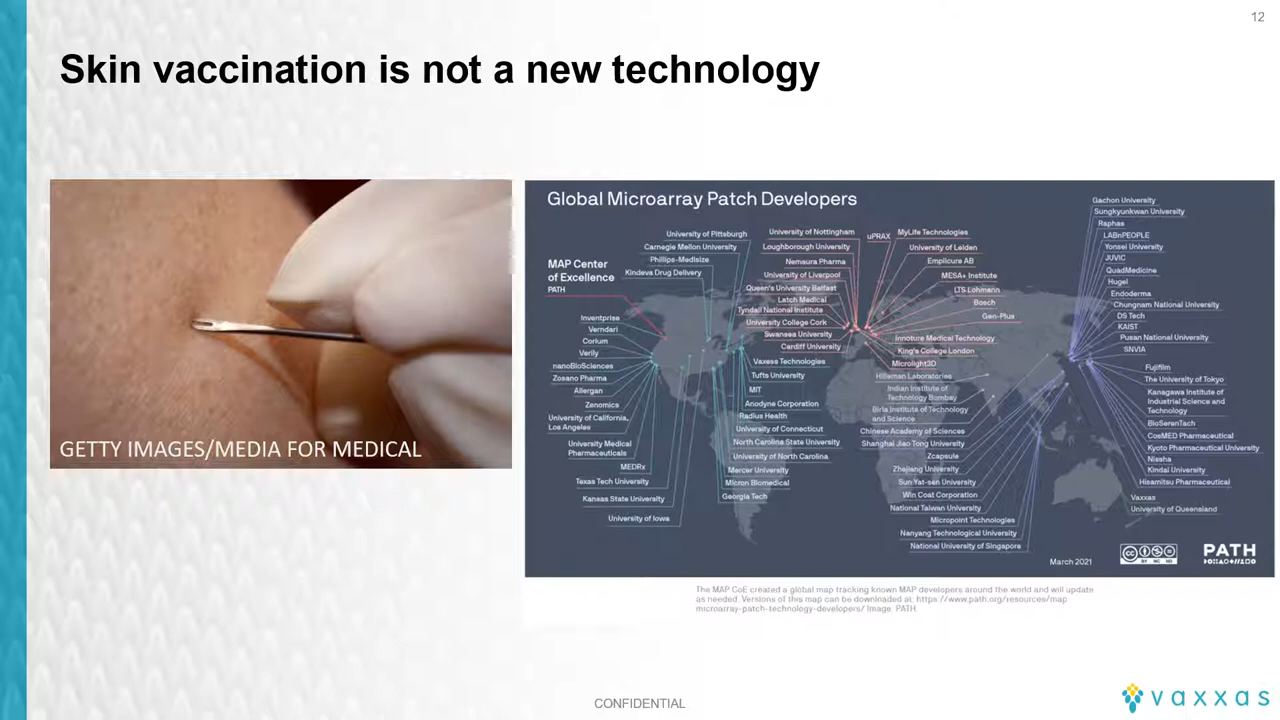 12
Skin vaccination is not a new technology
GETTY IMAGES/MEDIA FOR MEDICAL
Global Microarray Patch Developers
MAP Center
of Excellence
PATH
University of Pittsburgh
Carnegie Mellon University
Phillips-Medisize
Kindeva Drug Delivery
Inventprise
Verndari
Corium
Verily
nanoBioSciences
Zosano Pharma
Allergan
Zenomics
University of California,
Los Angeles
University Medical
Pharmaceuticals
MEDRx
Texas Tech University
Kansas State University
University of Iowa
University of Nottingham
Loughborough University
Nemaura Pharma
University of Liverpool
Queen's University Belfast
Latch Medical
Tyndall National Institute
University College Cork
Swansea University
Cardiff University
Vaxess Technologies
Tufts University
MIT
Anodyne Corporation
Radius Health
University of Connecticut
North Carolina State University
University of North Carolina
Mercer University
Micron Biomedical
Georgia Tech
uPRAX
MyLife Technologies
University of Leiden
Emplicure AB
MESA+ Institute
LTS Lohmann
Bosch
Gen-Plus
Innoture Medical Technology
King's College London
Microlight3D
Hilleman Laboratories
Indian Institute of
Technology Bombay
Birla Institute of Technology
and Science
Chinese Academy of Sciences
Shanghai Jiao Tong University
Zcapsule
Zhejiang University
Sun Yat-sen University
Win Coat Corporation
National Taiwan University
Micropoint Technologies
Nanyang Technological University
National University of Singapore
Gachon University
Sungkyunkwan University
Raphas
LABnPEOPLE
Yonsei University
JUVIC
QuadMedicine
Hugel
Endoderma
Chungnam National University
DS Tech
KAIST
Pusan National University
SNVIA
Fujifilm
The University of Tokyo
Kanagawa Institute of
Industrial Science and
Technology
BioSerenTach
CosMED Pharmaceutical
Kyoto Pharmaceutical University
Nissha
Kindai University
Hisamitsu Pharmaceutical
Vaxxas
University of Queensland
March 2021
CC BY NC ND
PATH
The MAP CoE created a global map tracking known MAP developers around the world and will update
as needed. Versions of this map can be downloaded at: https://www.path.org/resources/map
microarray-patch-technology-developers/ Image: PATH.
CONFIDENTIAL
vaxxas